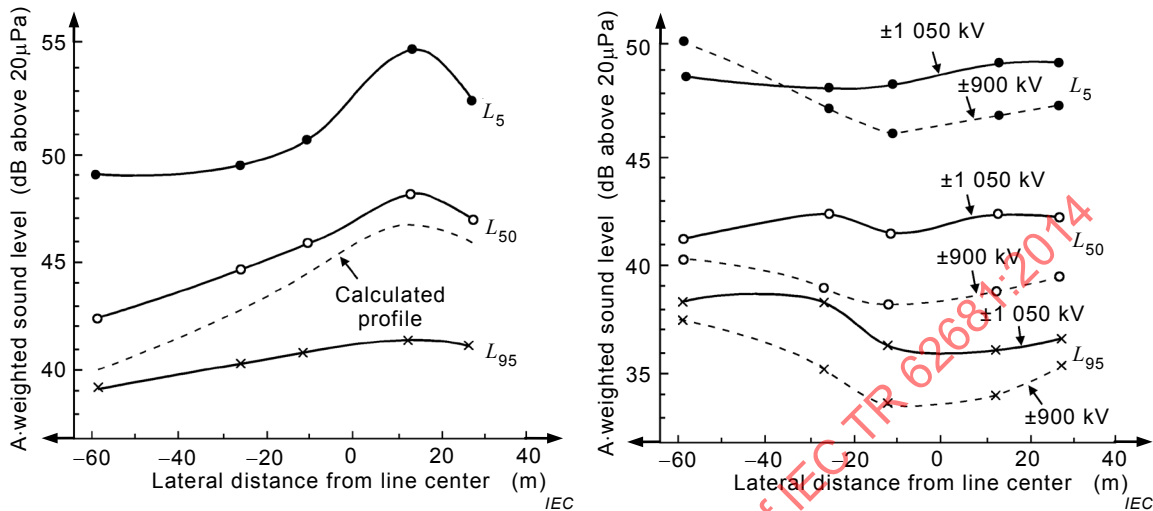 A-weighted sound level (dB above 20μPa)
55
50
45
40
L5
L50
Calculated
profile
L95
–60 –40 –20 0 20 40
Lateral distance from line center (m)
IEC
A-weighted sound level (dB above 20μPa)
50
45
40
35
±1 050 kV
±900 kV
L5
±1 050 kV
L50
±900 kV
±1 050 kV
L95
±900 kV
–60 –40 –20 0 20 40
Lateral distance from line center (m)
IEC
f IEC TR 62681:2014